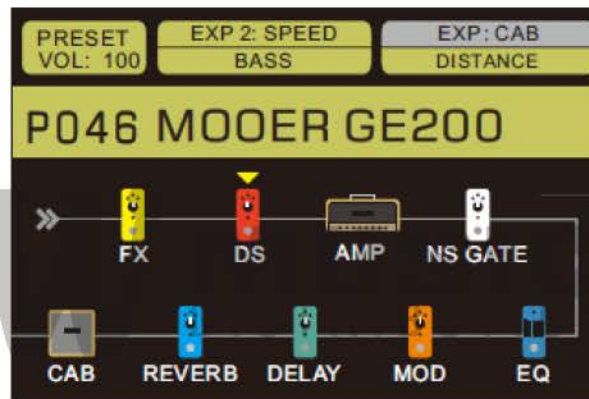 PRESET
VOL: 100
EXP 2: SPEED
BASS
EXP: CAB
DISTANCE
P046 MOOER GE200
FX DS AMP NS GATE
CAB REVERB DELAY MOD EQ